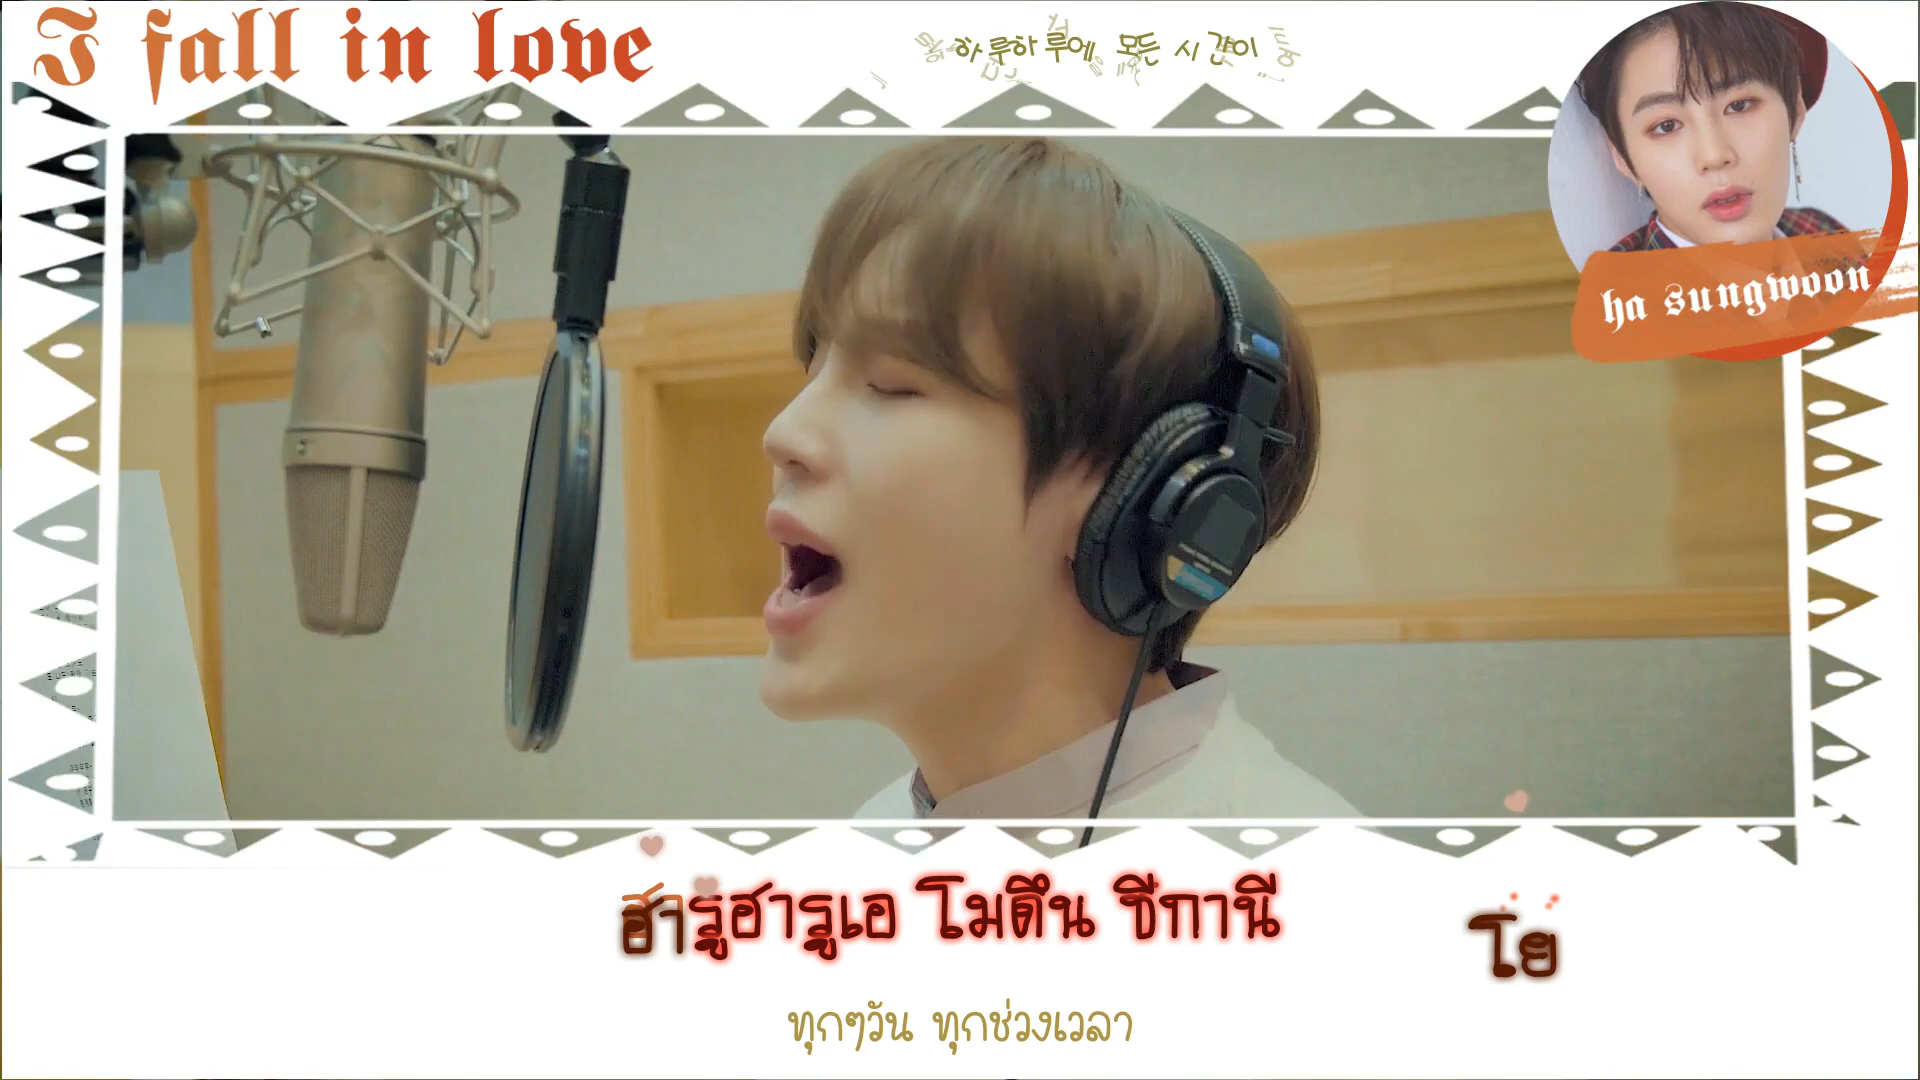 I fall in love
하루하루에 모든 시간이
ha sungwoon
ฮารูฮารูเอ โมดึน ชีกานี
โย
ทุกๆวัน ทุกช่วงเวลา